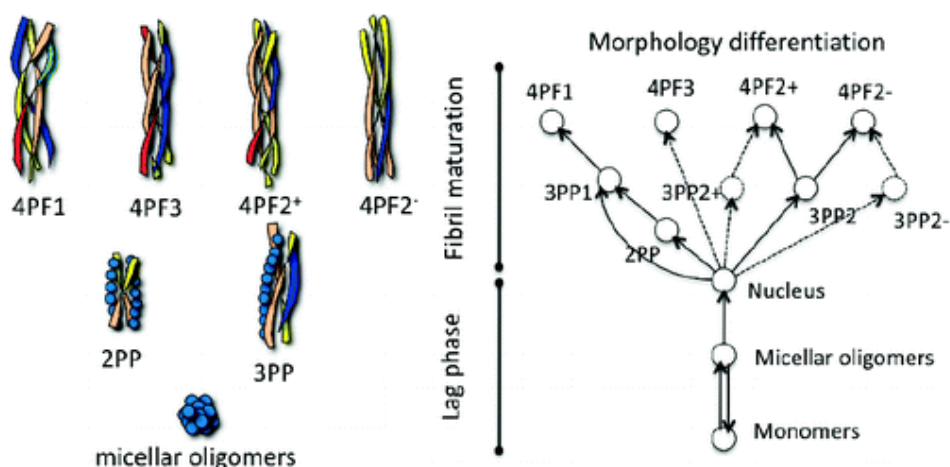 4PF1
4PF3
4PF2+
4PF2-
2PP
3PP
micellar oligomers
Morphology differentiation
Fibril maturation
Lag phase
4PF1
4PF3
4PF2+
4PF2-
3PP1
3PP2+
3PP2
3PP2-
2PP
Nucleus
Micellar oligomers
Monomers